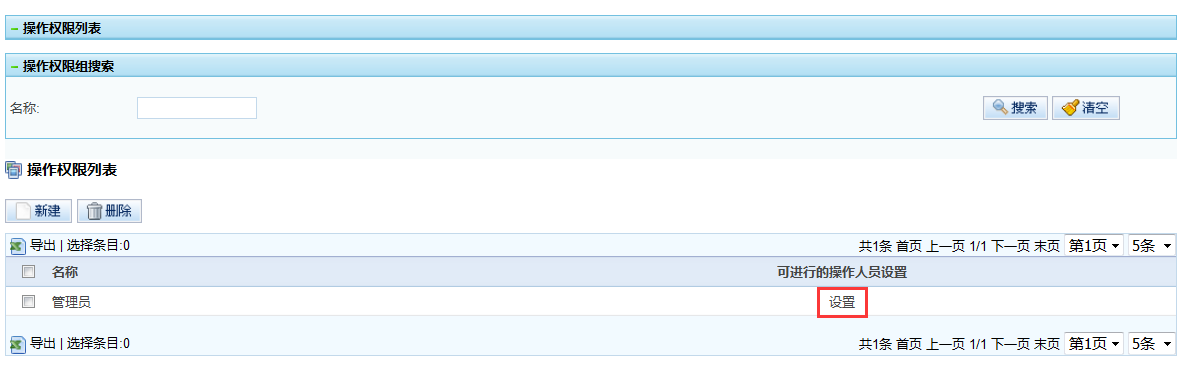 操作权限列表
操作权限组搜索
名称: 搜索 清空
操作权限列表
新建 删除
导出 | 选择条目:0 共1条 首页 上一页 1/1 下一页 末页 第1页 5条
名称 可进行的操作人员设置
管理员 设置
导出 | 选择条目:0 共1条 首页 上一页 1/1 下一页 末页 第1页 5条